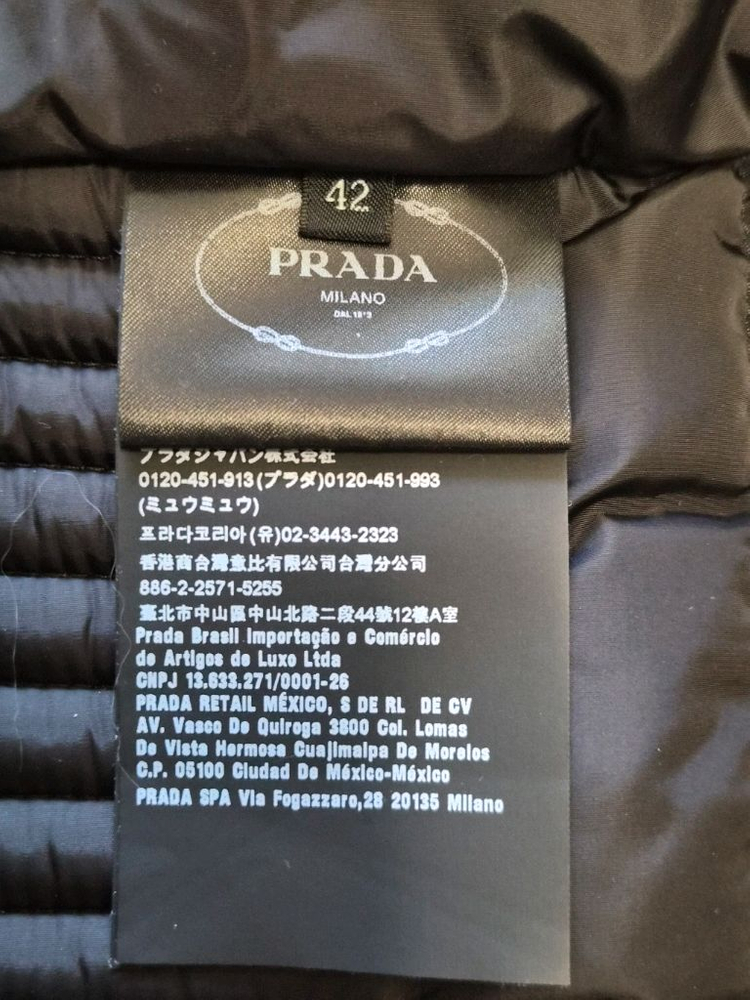 42
PRADA
MILANO
DAL 1913
プラダジャパン株式会社
0120-451-913(プラダ)0120-451-993
(ミュウミュウ)
프라다코리아(유)02-3443-2323
香港商台灣意比有限公司台灣分公司
886-2-2571-5255
臺北市中山區中山北路二段44號12樓A室
Prada Brasil Importação e Comércio
de Artigos de Luxo Ltda
CNPJ 13.633.271/0001-26
PRADA RETAIL MÉXICO, S DE RL DE CV
AV. Vasco De Quiroga 3800 Col. Lomas
De Vista Hermosa Cuajimalpa De Morelos
C.P. 05100 Ciudad De México-México
PRADA SPA Via Fogazzaro,28 20135 Milano